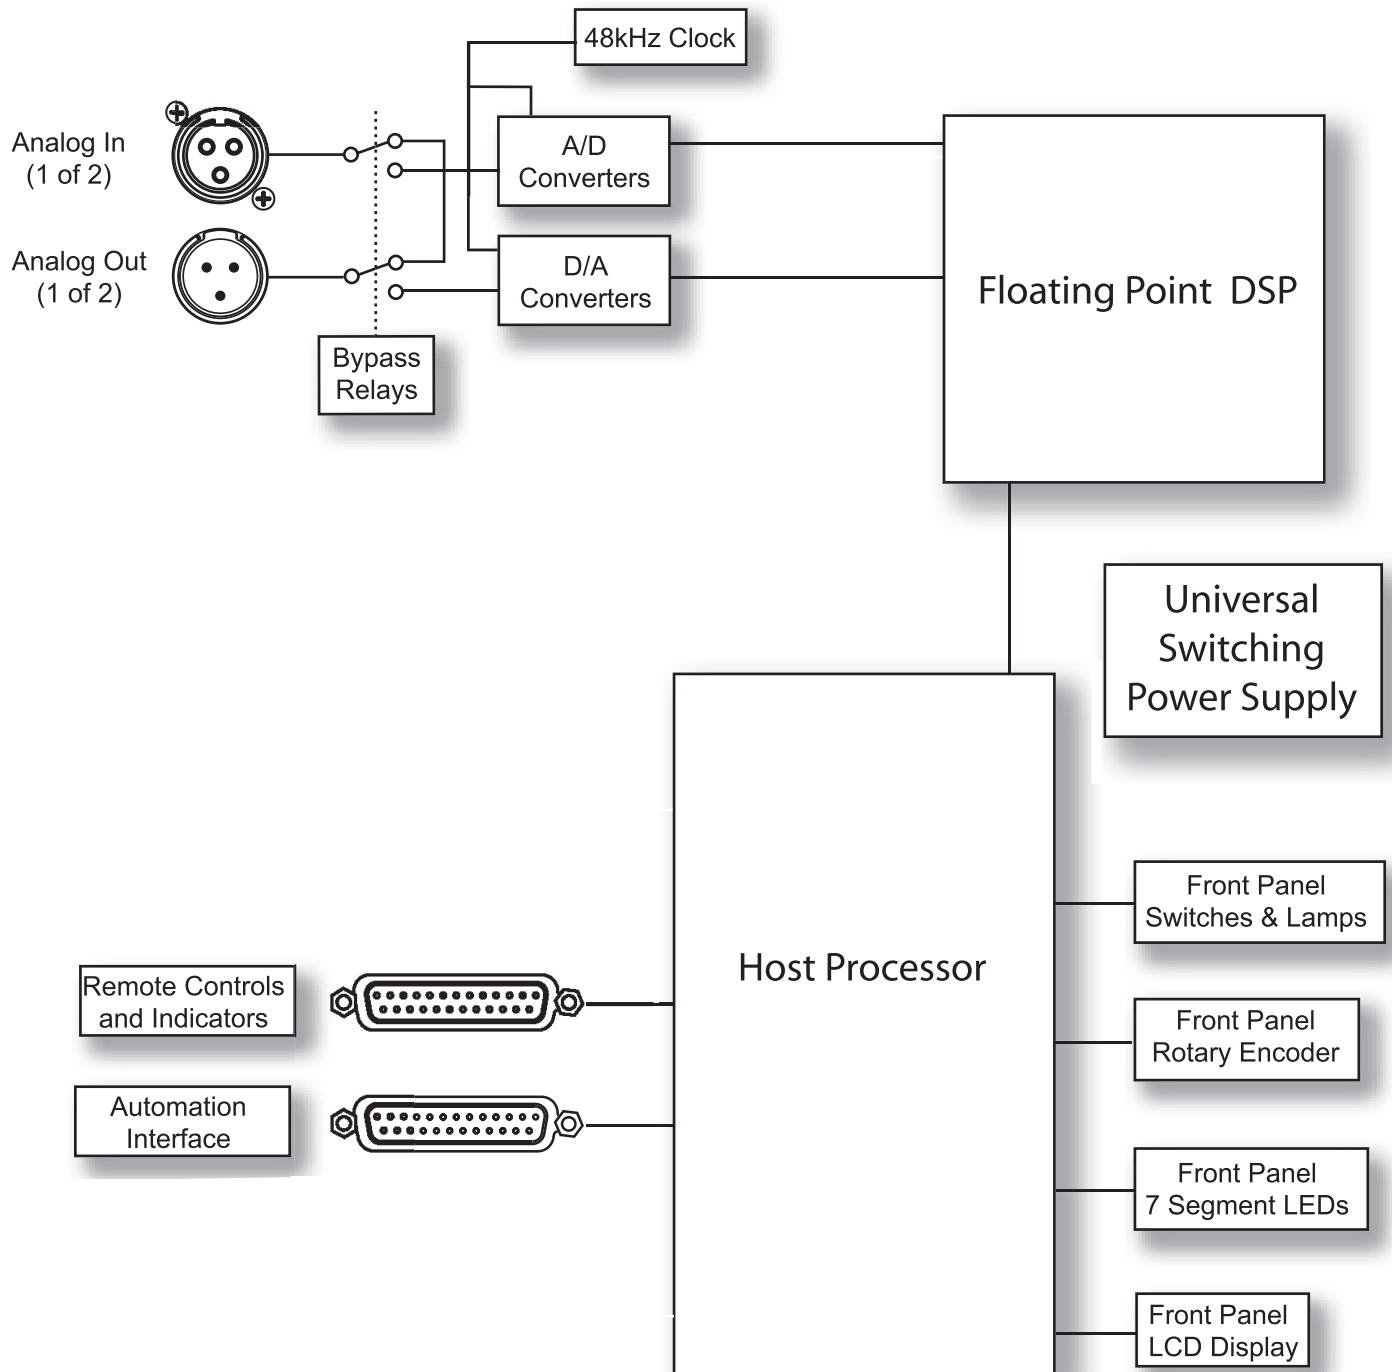 48kHz Clock
Analog In
(1 of 2)
A/D
Converters
Analog Out
(1 of 2)
D/A
Converters
Floating Point DSP
Bypass
Relays
Universal
Switching
Power Supply
Front Panel
Switches & Lamps
Host Processor
Remote Controls
and Indicators
Front Panel
Rotary Encoder
Automation
Interface
Front Panel
7 Segment LEDs
Front Panel
LCD Display